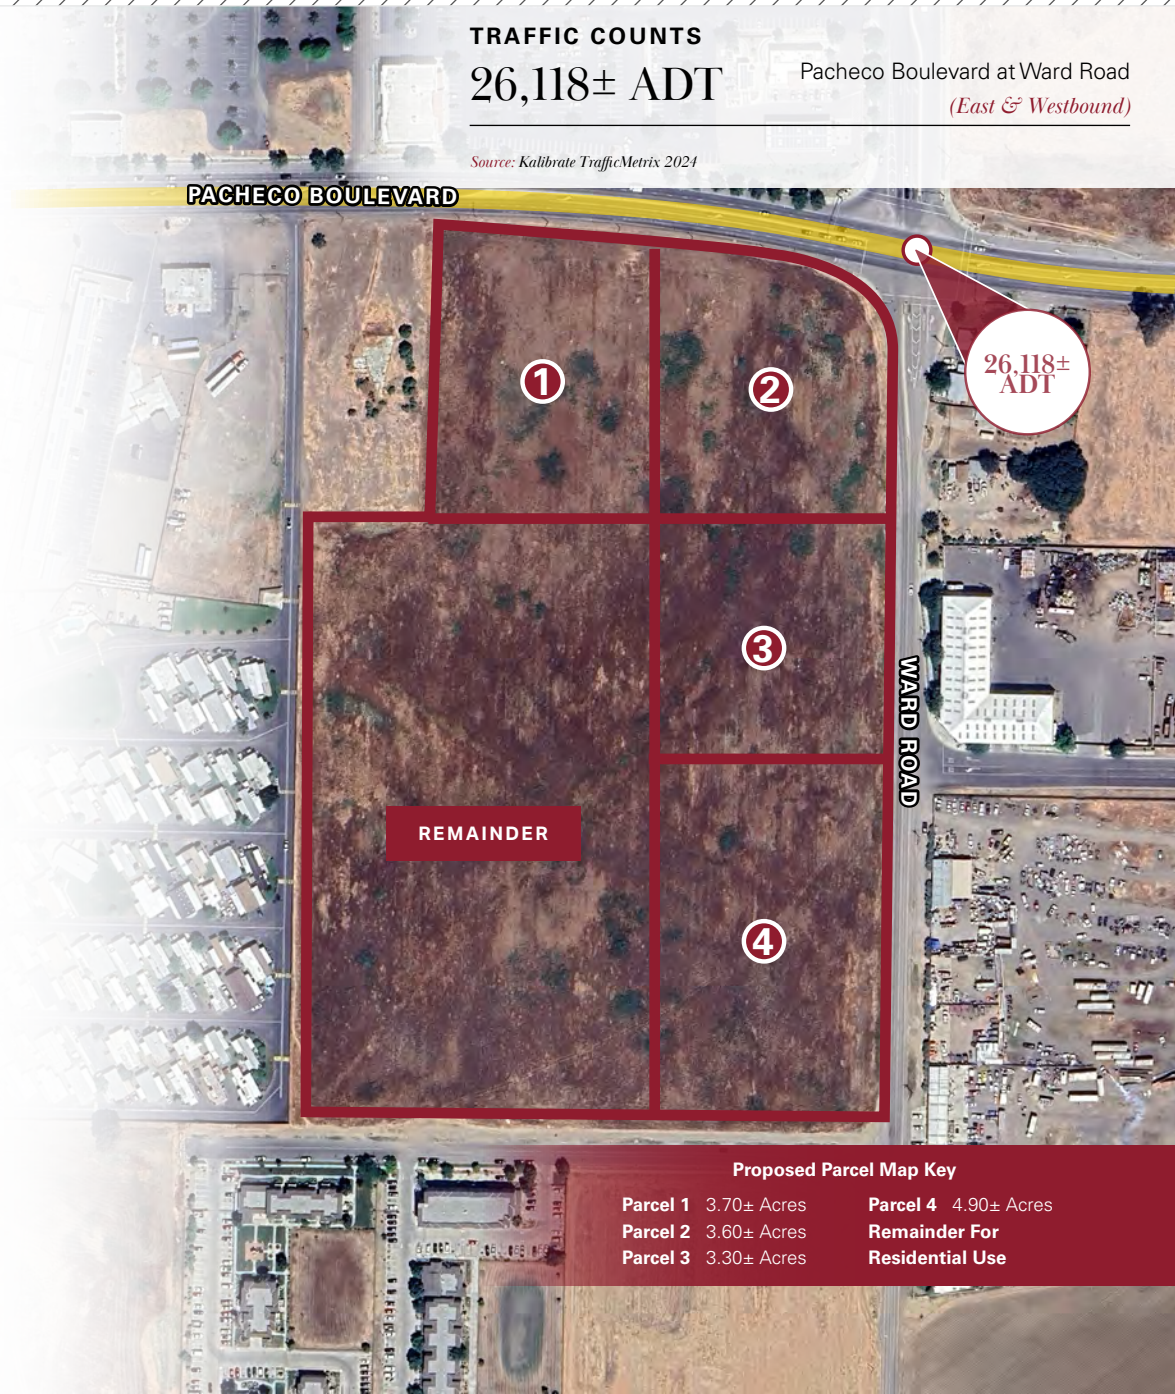 TRAFFIC COUNTS
26,118± ADT
Pacheco Boulevard at Ward Road
(East & Westbound)
Source: Kalibrate TrafficMetrix 2024
PACHECO BOULEVARD
26,118±
ADT
1
2
3
WARD ROAD
REMAINDER
4
Proposed Parcel Map Key
Parcel 1 3.70± Acres
Parcel 2 3.60± Acres
Parcel 3 3.30± Acres
Parcel 4 4.90± Acres
Remainder For
Residential Use